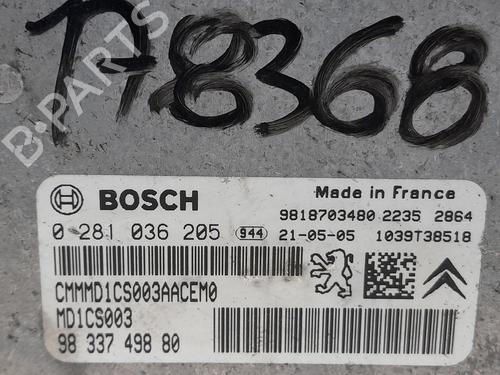 A8368
B-PARTS
BOSCH
Made in France
9818703480 2235 2864
0 281 036 205 944 21-05-05 1039T38518
CMMMD1CS003AACEM0
MD1CS003
98 337 498 80